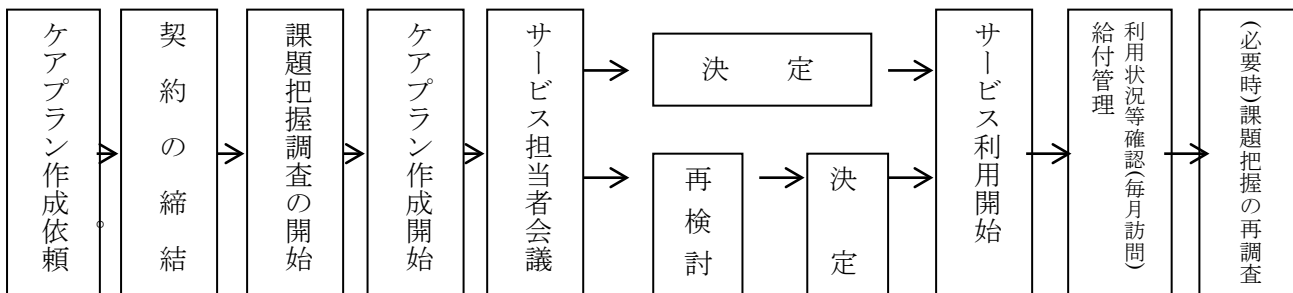 ケアプラン作成依頼
。
契約の締結
課題把握調査の開始
ケアプラン作成開始
サービス担当者会議
決定
再検討
決定
サービス利用開始
利用状況等確認(毎月訪問)
給付管理
(必要時)課題把握の再調査